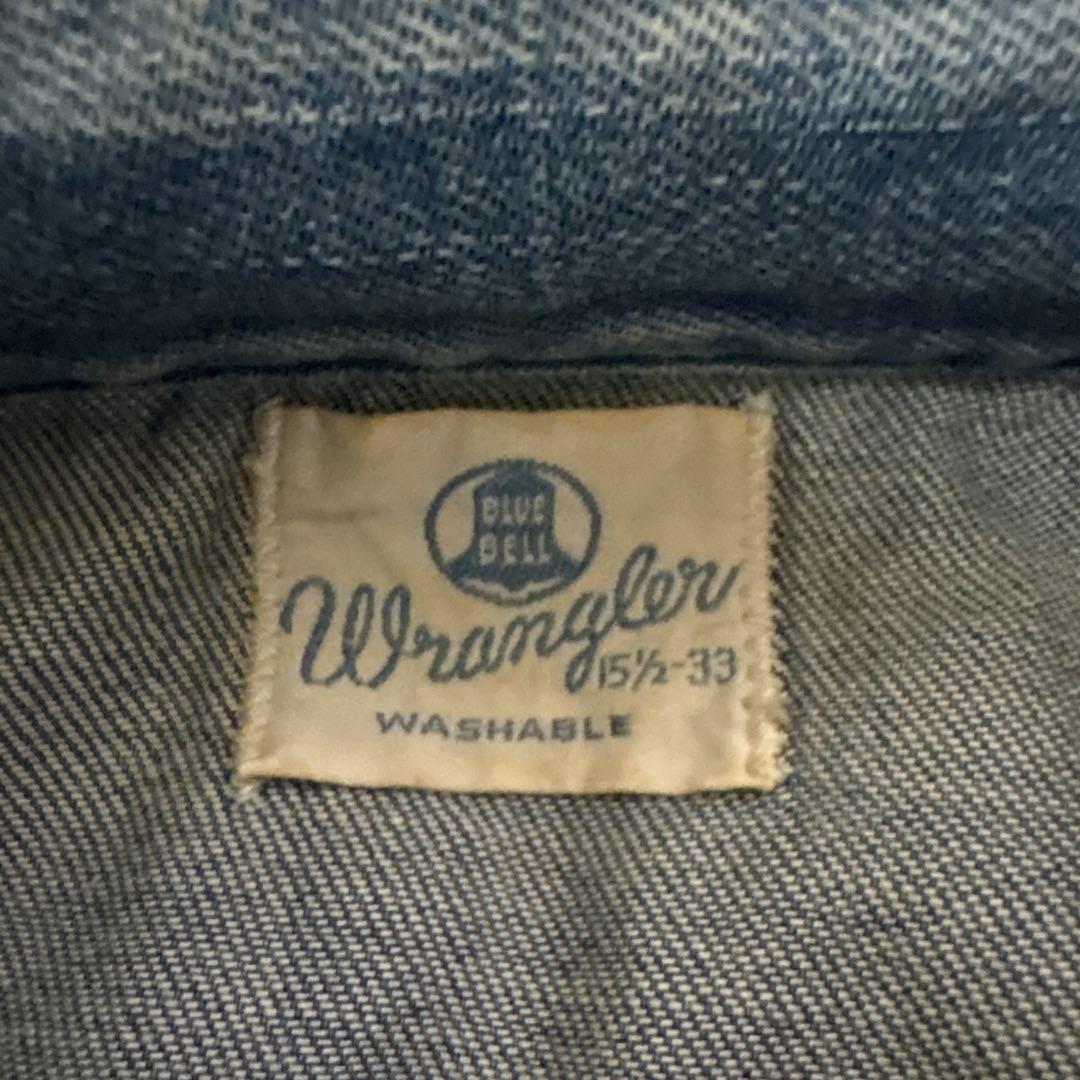 BLUE
BELL
Wrangler
15½-33
WASHABLE